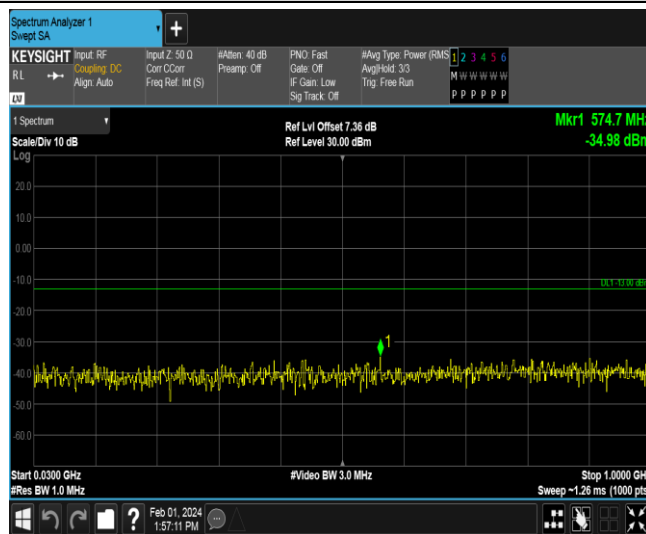 Spectrum Analyzer 1
Swept SA
+
KEYSIGHT Input: RF Input Z: 50 Ω #Atten: 40 dB PNO: Fast #Avg Type: Power (RMS 1 2 3 4 5 6
RL Coupling: DC Corr CCorr Preamp: Off Gate: Off Avg|Hold: 3/3 M W W W W W
Align: Auto Freq Ref: Int (S) IF Gain: Low Trig: Free Run
Sig Track: Off P P P P P P
LXI
1 Spectrum Ref Lvl Offset 7.36 dB Mkr1 574.7 MHz
Scale/Div 10 dB Ref Level 30.00 dBm -34.98 dBm
Log
20.0
10.0
0.00
-10.0 DL1 -13.00 dBm
-20.0
-30.0
1
-40.0
-50.0
-60.0
Start 0.0300 GHz #Video BW 3.0 MHz Stop 1.0000 GH
#Res BW 1.0 MHz Sweep ~1.26 ms (1000 pts
? Feb 01, 2024
1:57:11 PM